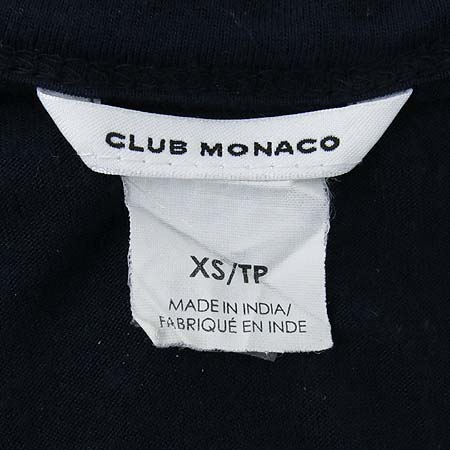 CLUB MONACO
XS/TP
MADE IN INDIA/
FABRIQUÉ EN INDE